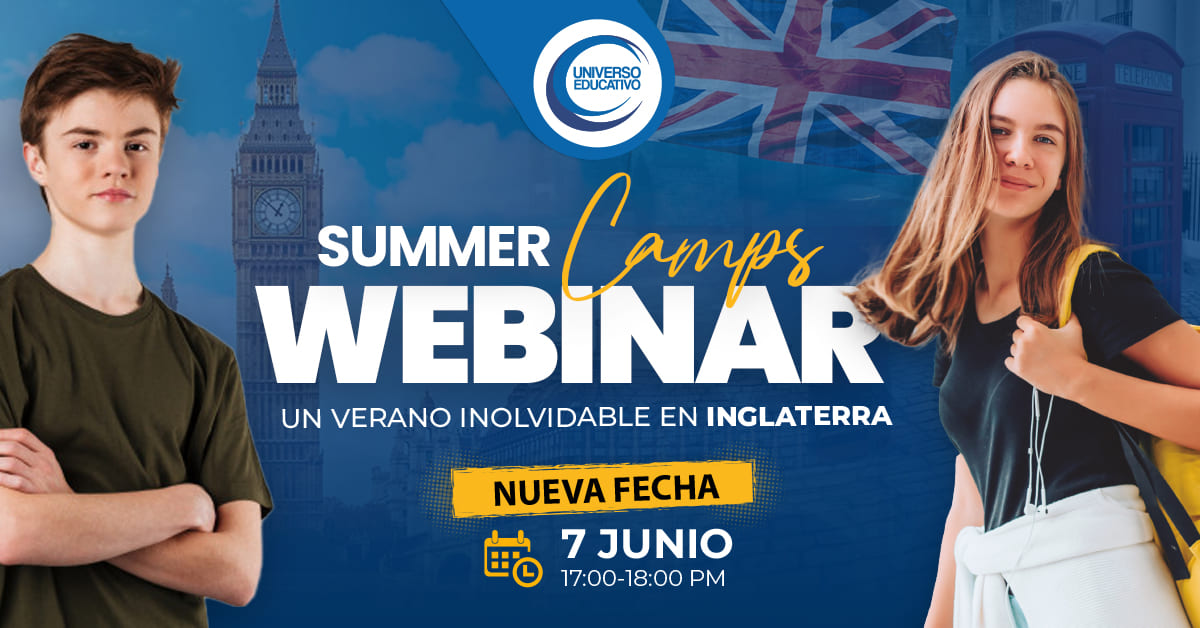 UNIVERSO
EDUCATIVO
TELEPHONE
SUMMER Camps
WEBINAR
UN VERANO INOLVIDABLE EN INGLATERRA
NUEVA FECHA
7 JUNIO
17:00-18:00 PM